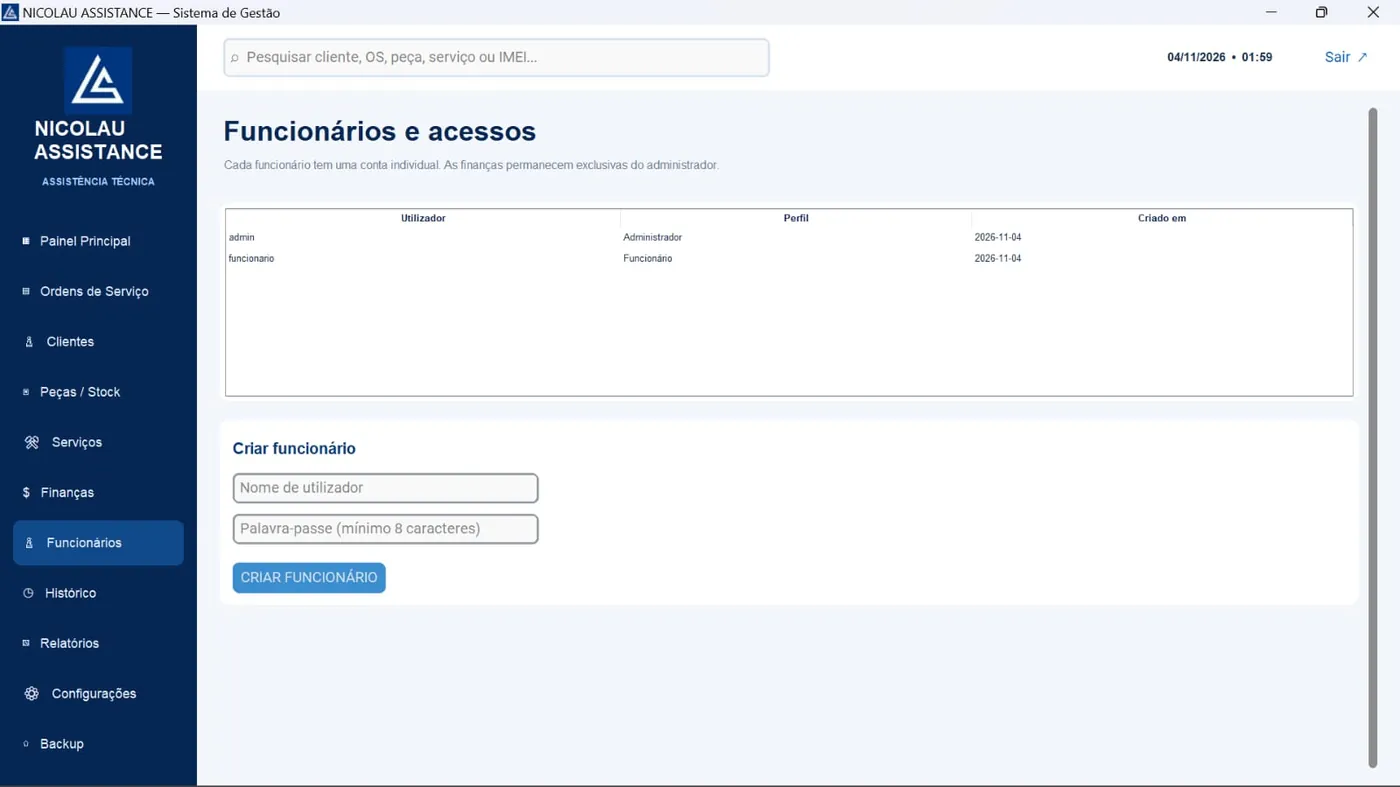 NICOLAU ASSISTANCE — Sistema de Gestão
NICOLAU
ASSISTANCE
ASSISTÊNCIA TÉCNICA
Painel Principal
Ordens de Serviço
Clientes
Peças / Stock
Serviços
$ Finanças
Funcionários
Histórico
Relatórios
Configurações
Backup
Pesquisar cliente, OS, peça, serviço ou IMEI...
04/11/2026 • 01:59
Sair ↗
Funcionários e acessos
Cada funcionário tem uma conta individual. As finanças permanecem exclusivas do administrador.
Utilizador Perfil Criado em
admin Administrador 2026-11-04
funcionario Funcionário 2026-11-04
Criar funcionário
Nome de utilizador
Palavra-passe (mínimo 8 caracteres)
CRIAR FUNCIONÁRIO